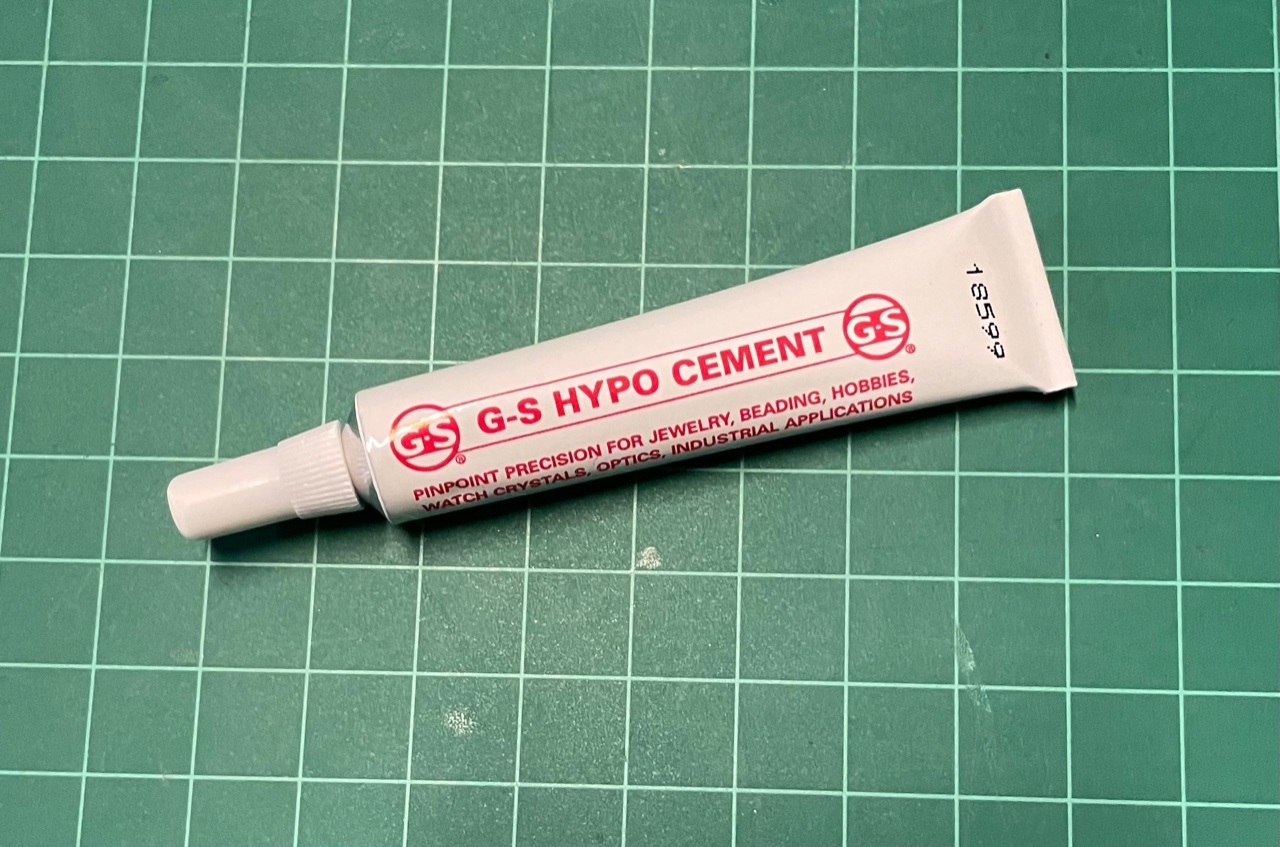 G-S
G-S HYPO CEMENT
G-S
®
®
PINPOINT PRECISION FOR JEWELRY, BEADING, HOBBIES,
WATCH CRYSTALS, OPTICS, INDUSTRIAL APPLICATIONS
18599